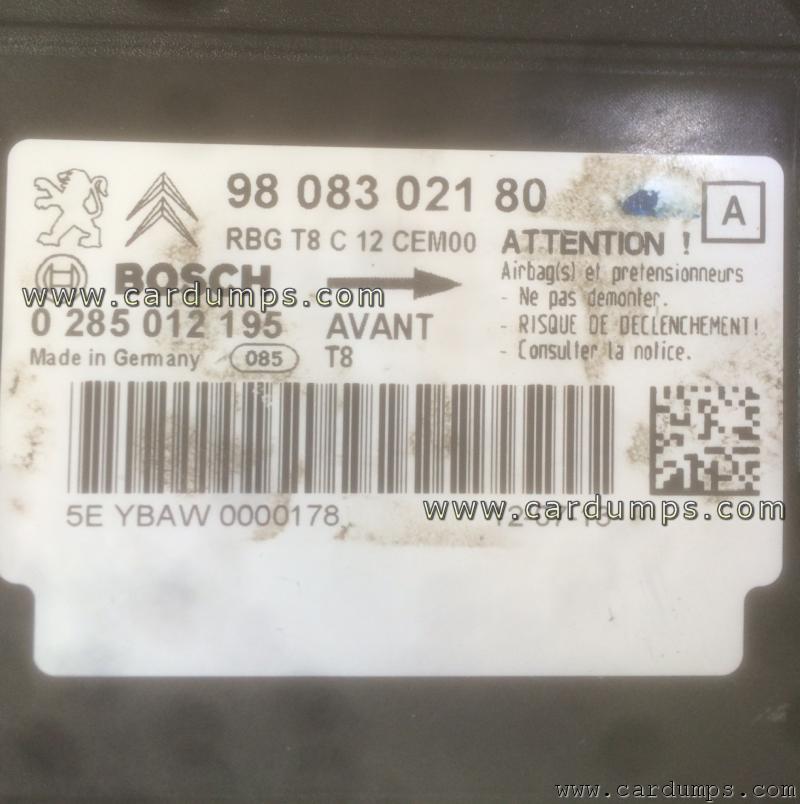 98 083 021 80
A
RBG T8 C 12 CEM00
ATTENTION !
BOSCH
Airbag(s) et pretensionneurs
- Ne pas demonter.
www.cardumps.com
0 285 012 195
AVANT
- RISQUE DE DECLENCHEMENT!
Made in Germany
085
T8
- Consulter la notice.
www.cardumps.com
5E YBAW 0000178
www.cardumps.com